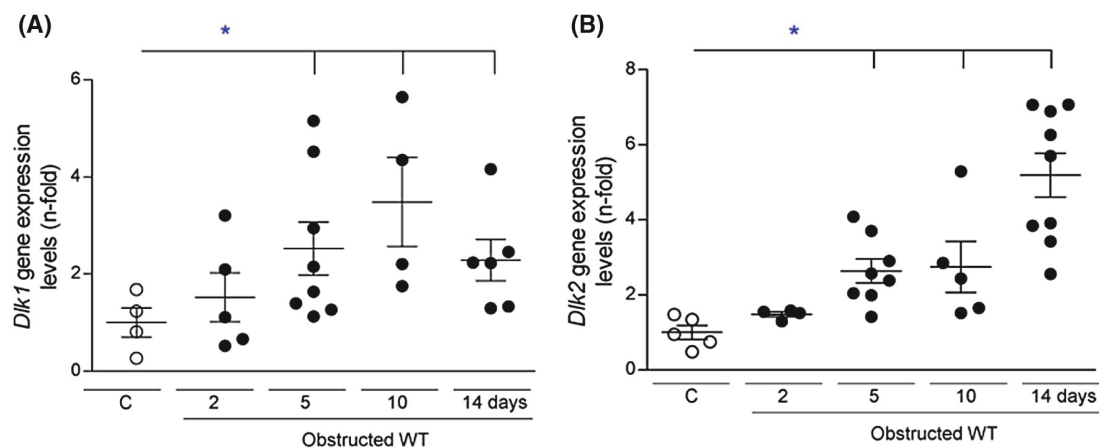 (A)
*
Dlk1 gene expression
levels (n-fold)
6
4
2
0
C
2
5
10
14 days
Obstructed WT
(B)
*
Dlk2 gene expression
levels (n-fold)
8
6
4
2
0
C
2
5
10
14 days
Obstructed WT